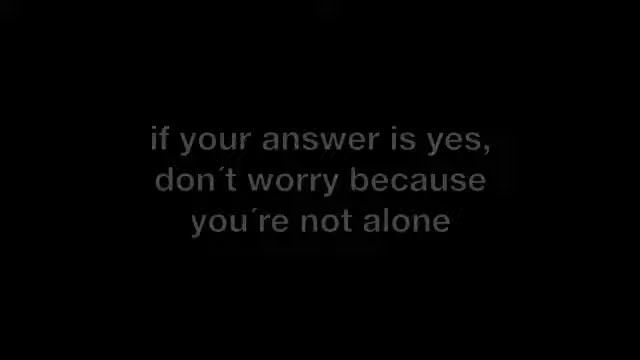 if your answer is yes,
don´t worry because
you´re not alone